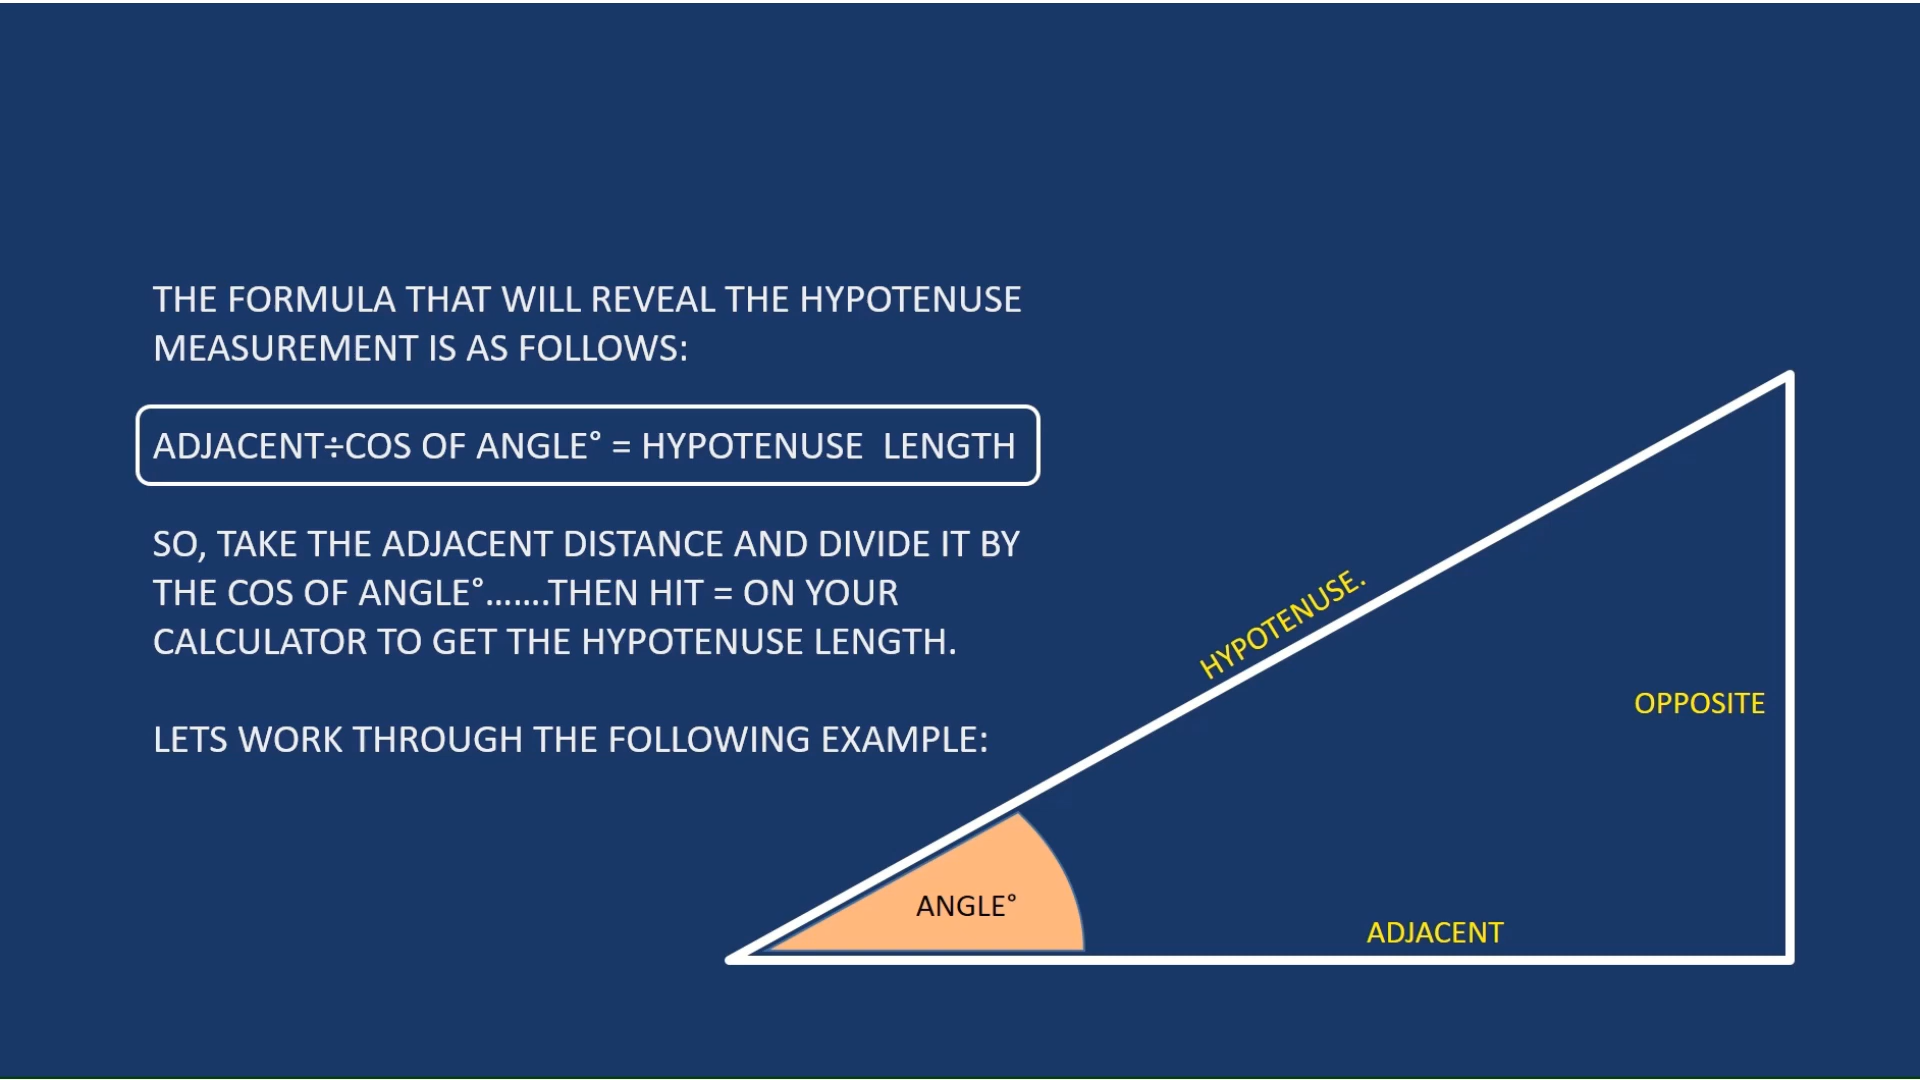 THE FORMULA THAT WILL REVEAL THE HYPOTENUSE
MEASUREMENT IS AS FOLLOWS:
ADJACENT÷COS OF ANGLE° = HYPOTENUSE  LENGTH
SO, TAKE THE ADJACENT DISTANCE AND DIVIDE IT BY
THE COS OF ANGLE°.......THEN HIT = ON YOUR
CALCULATOR TO GET THE HYPOTENUSE LENGTH.
LETS WORK THROUGH THE FOLLOWING EXAMPLE:
HYPOTENUSE.
OPPOSITE
ANGLE°
ADJACENT